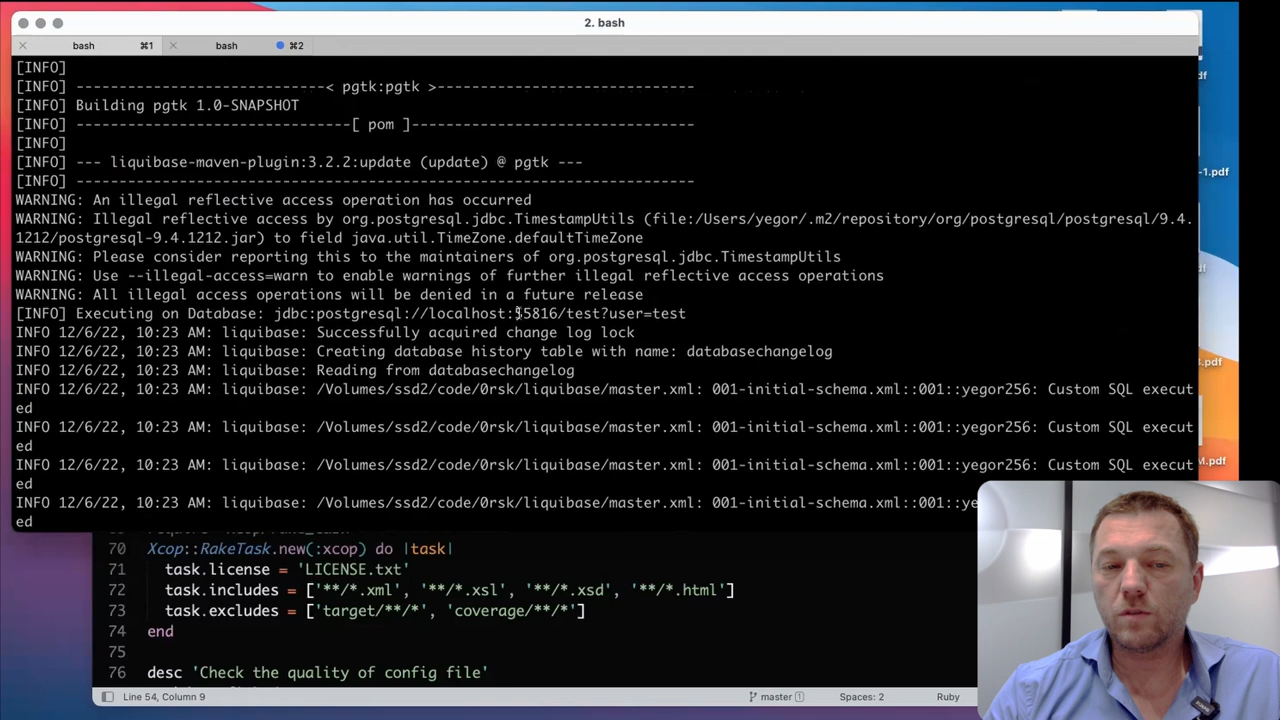 2. bash
bash ⌘1 bash ⌘2
[INFO]
[INFO] -----------------------------< pgtk:pgtk >------------------------------
[INFO] Building pgtk 1.0-SNAPSHOT
[INFO] --------------------------------[ pom ]---------------------------------
[INFO]
[INFO] --- liquibase-maven-plugin:3.2.2:update (update) @ pgtk ---
[INFO] ------------------------------------------------------------------------
WARNING: An illegal reflective access operation has occurred
WARNING: Illegal reflective access by org.postgresql.jdbc.TimestampUtils (file:/Users/yegor/.m2/repository/org/postgresql/postgresql/9.4.
1212/postgresql-9.4.1212.jar) to field java.util.TimeZone.defaultTimeZone
WARNING: Please consider reporting this to the maintainers of org.postgresql.jdbc.TimestampUtils
WARNING: Use --illegal-access=warn to enable warnings of further illegal reflective access operations
WARNING: All illegal access operations will be denied in a future release
[INFO] Executing on Database: jdbc:postgresql://localhost:55816/test?user=test
INFO 12/6/22, 10:23 AM: liquibase: Successfully acquired change log lock
INFO 12/6/22, 10:23 AM: liquibase: Creating database history table with name: databasechangelog
INFO 12/6/22, 10:23 AM: liquibase: Reading from databasechangelog
INFO 12/6/22, 10:23 AM: liquibase: /Volumes/ssd2/code/0rsk/liquibase/master.xml: 001-initial-schema.xml::001::yegor256: Custom SQL execut
ed
INFO 12/6/22, 10:23 AM: liquibase: /Volumes/ssd2/code/0rsk/liquibase/master.xml: 001-initial-schema.xml::001::yegor256: Custom SQL execut
ed
INFO 12/6/22, 10:23 AM: liquibase: /Volumes/ssd2/code/0rsk/liquibase/master.xml: 001-initial-schema.xml::001::yegor256: Custom SQL execut
ed
INFO 12/6/22, 10:23 AM: liquibase: /Volumes/ssd2/code/0rsk/liquibase/master.xml: 001-initial-schema.xml::001::ye
ed
70 Xcop::RakeTask.new(:xcop) do |task|
71 task.license = 'LICENSE.txt'
72 task.includes = ['**/*.xml', '**/*.xsl', '**/*.xsd', '**/*.html']
73 task.excludes = ['target/**/*', 'coverage/**/*']
74 end
75
76 desc 'Check the quality of config file'
Line 54, Column 9 master 1 Spaces: 2 Ruby
df
-1.pdf
.pdf
M.pdf